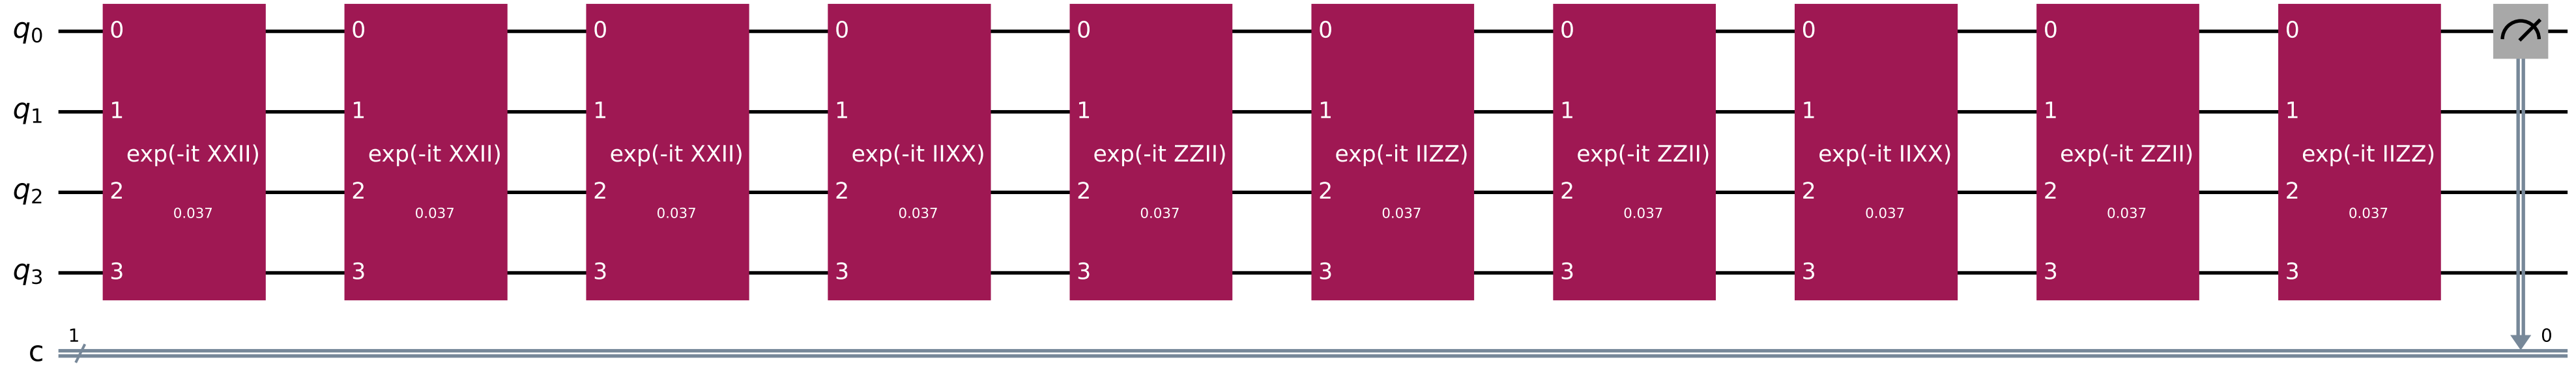 q0 0 0 0 0 0 0 0 0 0 0
q1 1 1 1 1 1 1 1 1 1 1
exp(-it XXII) exp(-it XXII) exp(-it XXII) exp(-it IIXX) exp(-it ZZII) exp(-it IIZZ) exp(-it ZZII) exp(-it IIXX) exp(-it ZZII) exp(-it IIZZ)
q2 2 2 2 2 2 2 2 2 2 2
0.037 0.037 0.037 0.037 0.037 0.037 0.037 0.037 0.037 0.037
q3 3 3 3 3 3 3 3 3 3 3
1 0
c